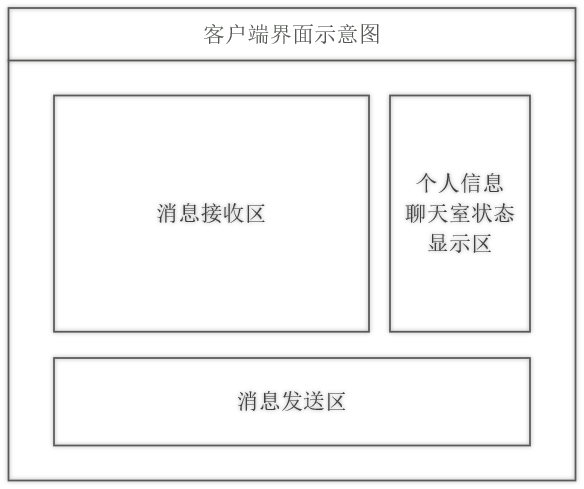 客户端界面示意图
消息接收区
个人信息
聊天室状态
显示区
消息发送区